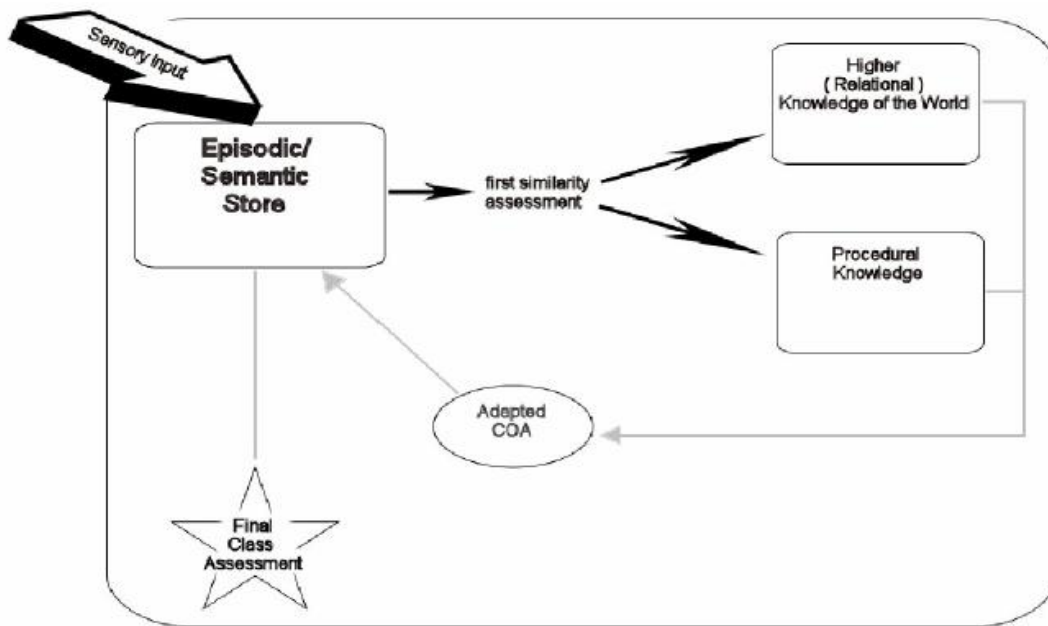 Sensory Input
Episodic/
Semantic
Store
first similarity
assessment
Higher
( Relational )
Knowledge of the World
Procedural
Knowledge
Adapted
COA
Final
Class
Assessment